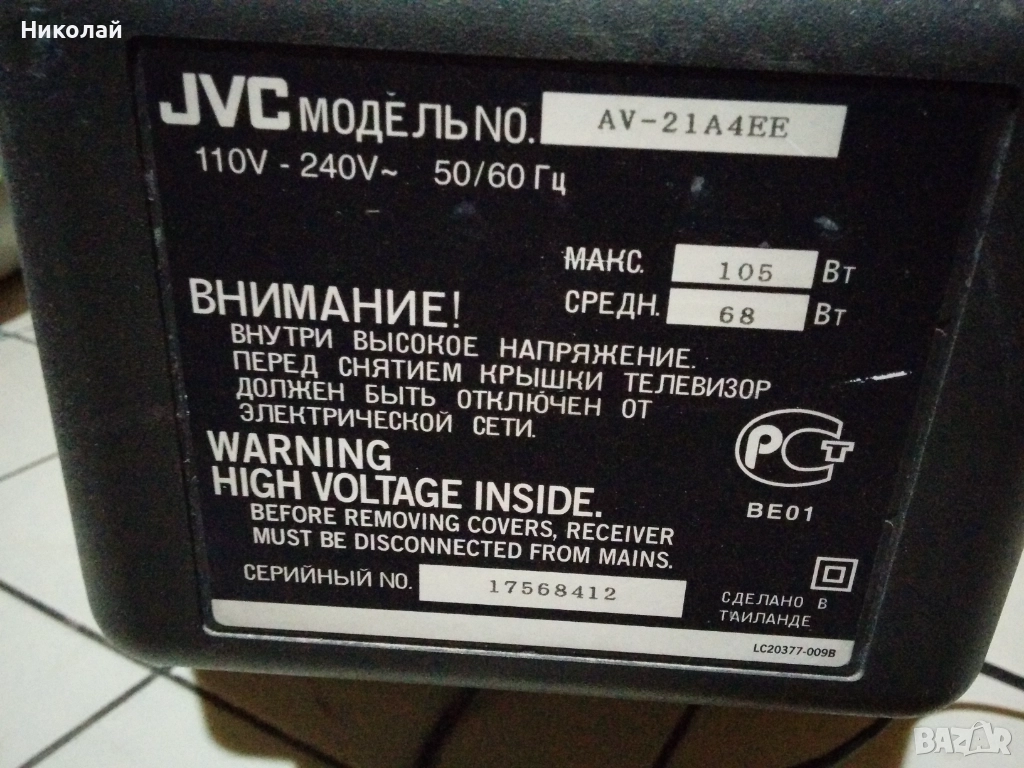 Николай
JVC МОДЕЛЬ NO. AV-21A4EE
110V - 240V~ 50/60 Гц
МАКС. 105 Вт
СРЕДН. 68 Вт
ВНИМАНИЕ!
ВНУТРИ ВЫСОКОЕ НАПРЯЖЕНИЕ.
ПЕРЕД СНЯТИЕМ КРЫШКИ ТЕЛЕВИЗОР
ДОЛЖЕН БЫТЬ ОТКЛЮЧЕН ОТ
ЭЛЕКТРИЧЕСКОЙ СЕТИ.
WARNING
HIGH VOLTAGE INSIDE.
BEFORE REMOVING COVERS, RECEIVER
MUST BE DISCONNECTED FROM MAINS.
РСТ
BE01
СЕРИЙНЫЙ NO. 17568412
СДЕЛАНО В
ТАИЛАНДЕ
LC20377-009B
BAZAR